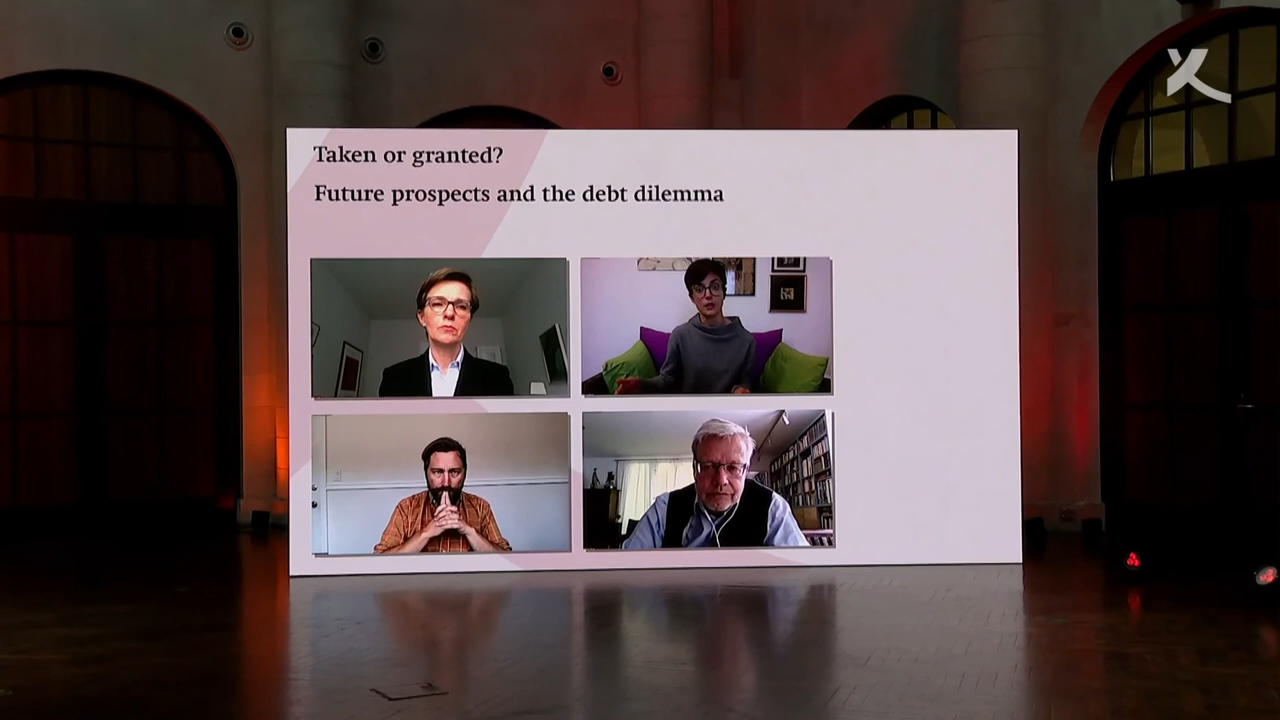 Taken or granted?
Future prospects and the debt dilemma